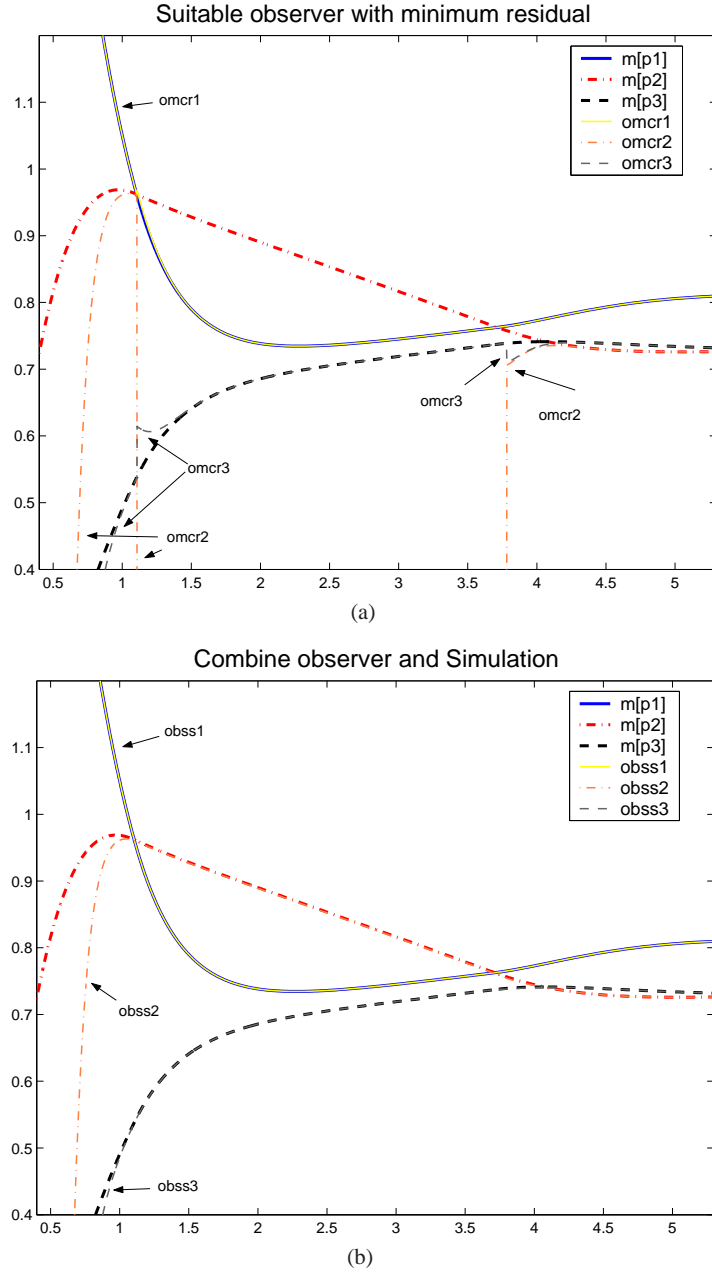 Suitable observer with minimum residual
m[p1]
m[p2]
m[p3]
omcr1
omcr2
omcr3
omcr1
omcr3
omcr2
omcr3
omcr2
1.1
1
0.9
0.8
0.7
0.6
0.5
0.4
0.5 1 1.5 2 2.5 3 3.5 4 4.5 5
(a)
Combine observer and Simulation
m[p1]
m[p2]
m[p3]
obss1
obss2
obss3
obss1
obss2
obss3
1.1
1
0.9
0.8
0.7
0.6
0.5
0.4
0.5 1 1.5 2 2.5 3 3.5 4 4.5 5
(b)